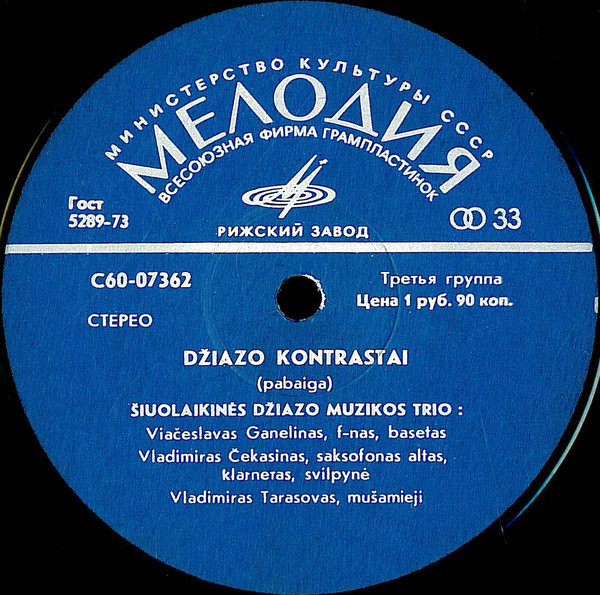 МИНИСТЕРСТВО КУЛЬТУРЫ СССР
МЕЛОДИЯ
ВСЕСОЮЗНАЯ ФИРМА ГРАМПЛАСТИНОК
Гост
5289-73
33
РИЖСКИЙ ЗАВОД
С60-07362
Третья группа
Цена 1 руб. 90 коп.
СТЕРЕО
DŽIAZO KONTRASTAI
(pabaiga)
ŠIUOLAIKINĖS DŽIAZO MUZIKOS TRIO :
Viačeslavas Ganelinas, f-nas, basetas
Vladimiras Čekasinas, saksofonas altas,
klarnetas, svilpynė
Vladimiras Tarasovas, mušamieji